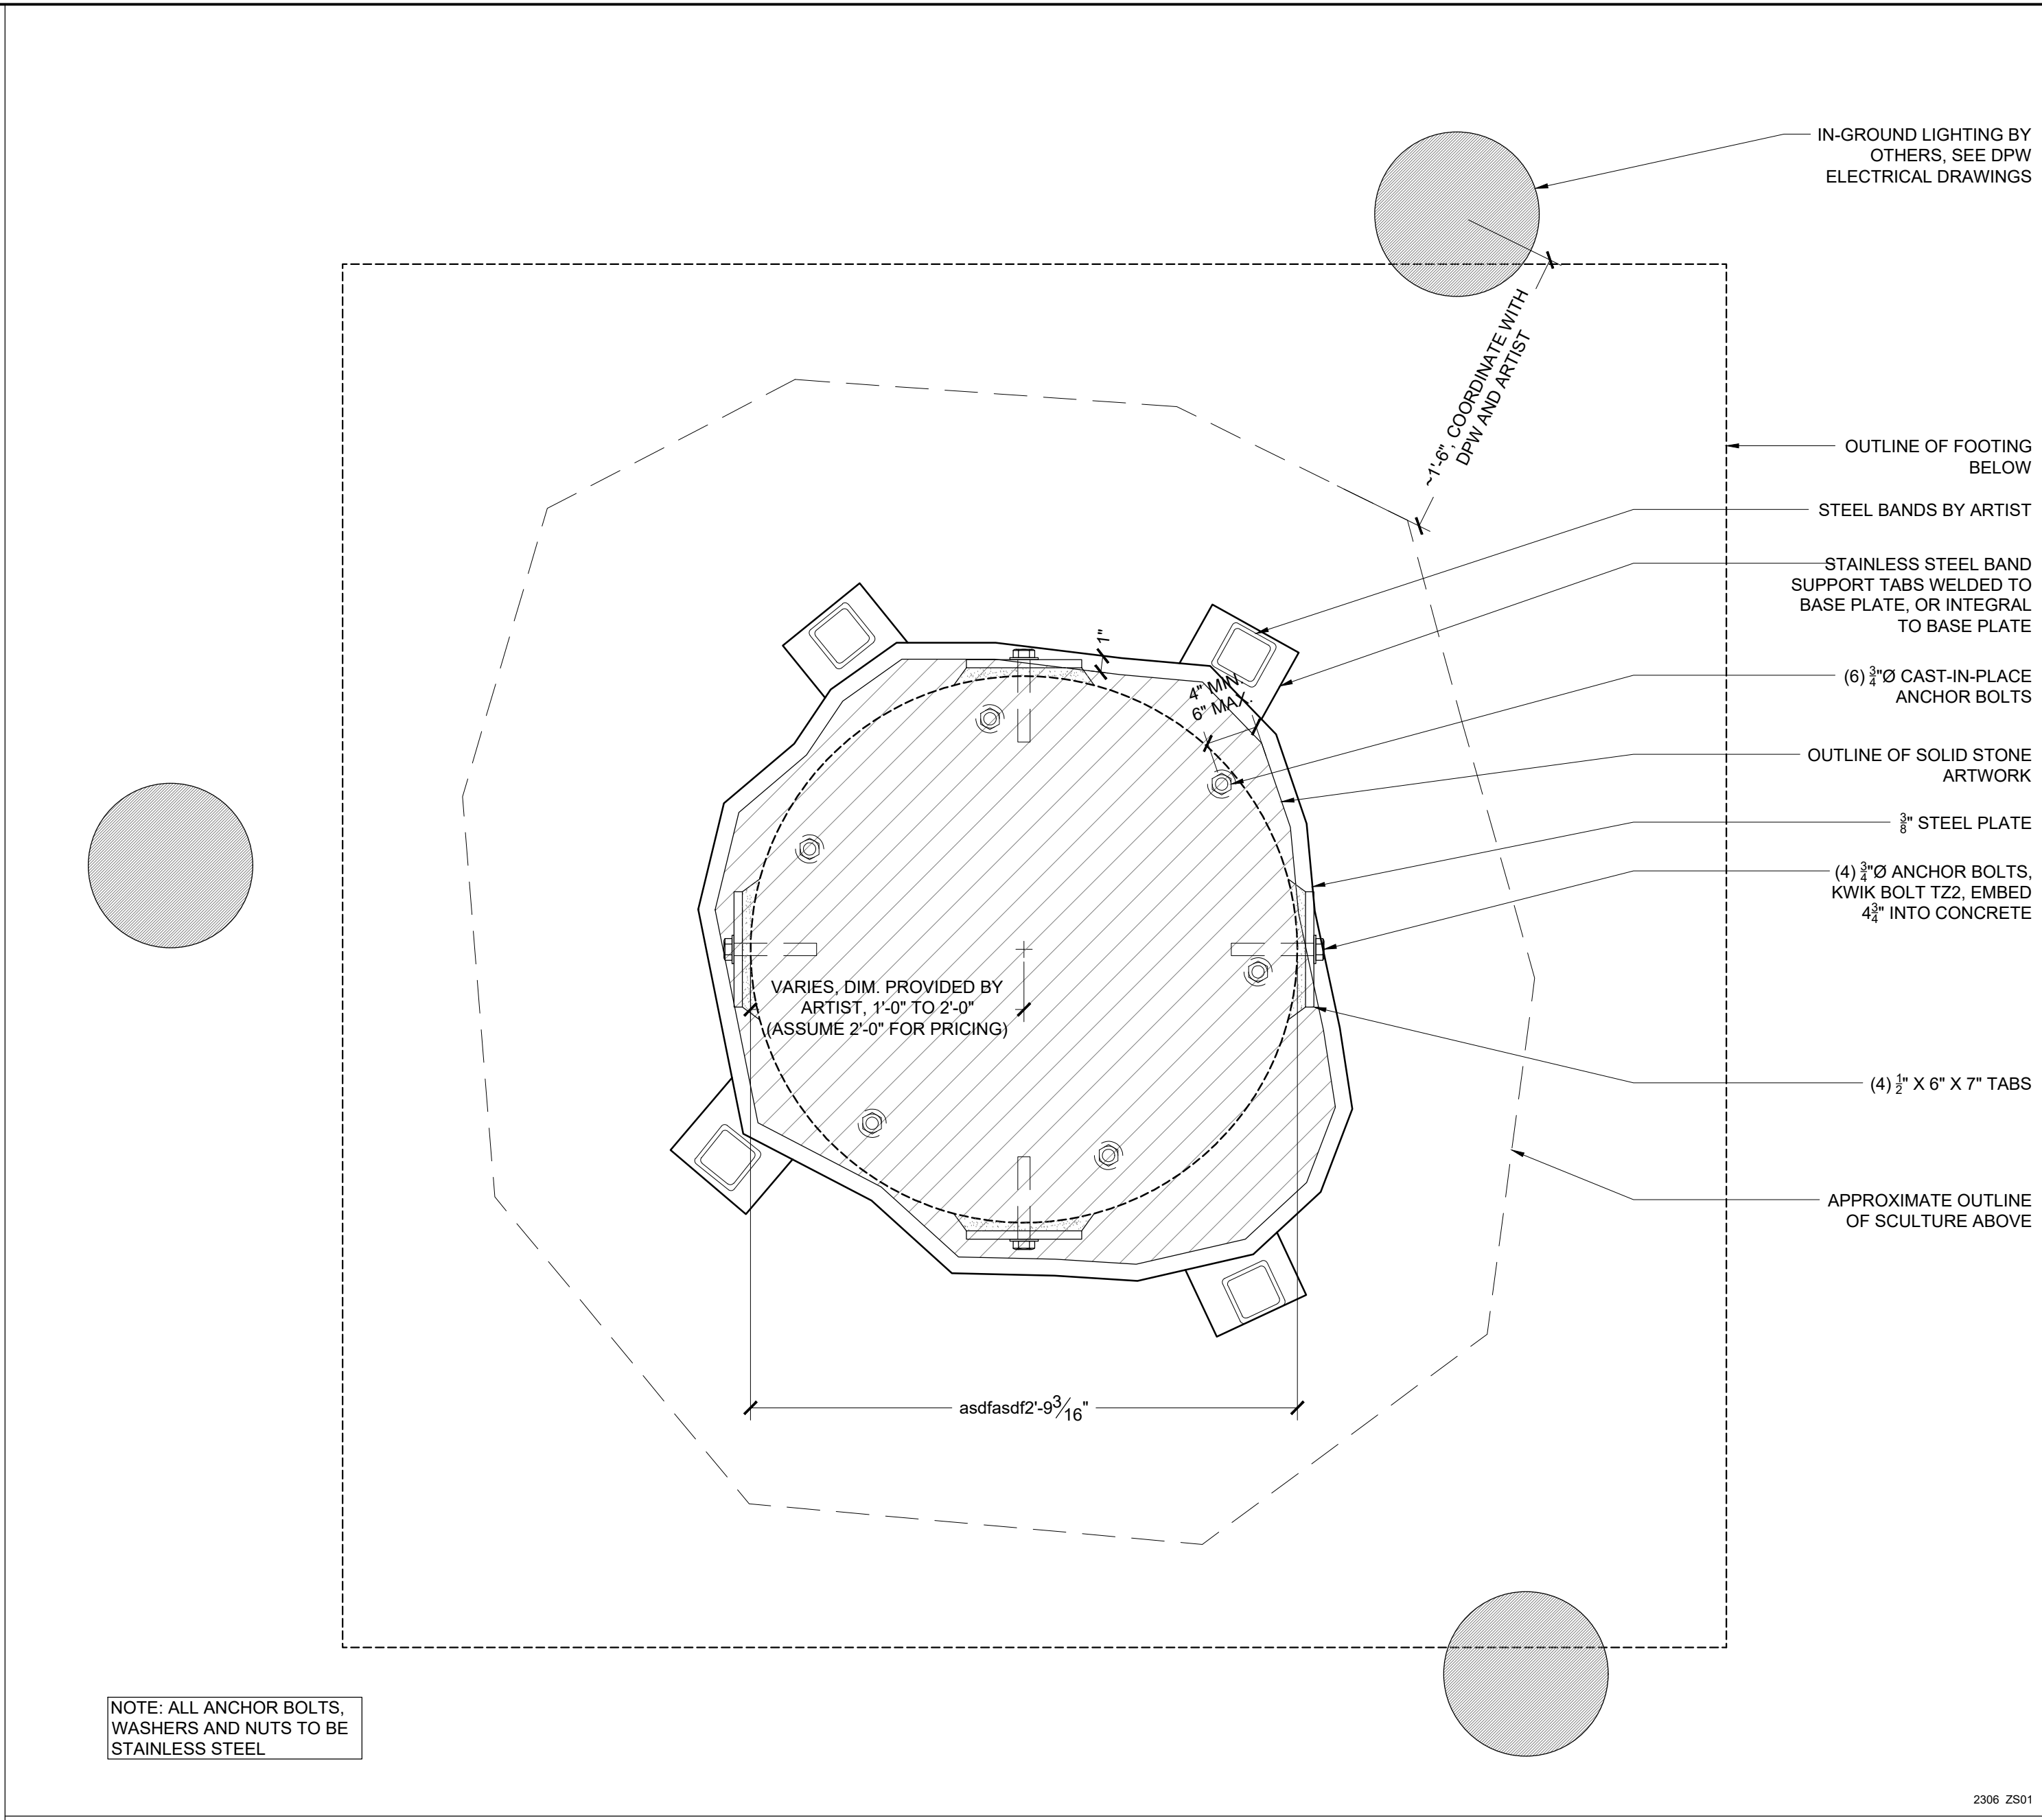 IN-GROUND LIGHTING BY
OTHERS, SEE DPW
ELECTRICAL DRAWINGS
~1'-6", COORDINATE WITH
DPW AND ARTIST
OUTLINE OF FOOTING
BELOW
STEEL BANDS BY ARTIST
STAINLESS STEEL BAND
SUPPORT TABS WELDED TO
BASE PLATE, OR INTEGRAL
TO BASE PLATE
1"
4" MIN.
6" MAX.
(6) 3/4"Ø CAST-IN-PLACE
ANCHOR BOLTS
OUTLINE OF SOLID STONE
ARTWORK
3/8" STEEL PLATE
(4) 3/4"Ø ANCHOR BOLTS,
KWIK BOLT TZ2, EMBED
4 3/4" INTO CONCRETE
VARIES, DIM. PROVIDED BY
ARTIST, 1'-0" TO 2'-0"
(ASSUME 2'-0" FOR PRICING)
(4) 1/2" X 6" X 7" TABS
APPROXIMATE OUTLINE
OF SCULTURE ABOVE
asdfasdf2'-9 3/16"
NOTE: ALL ANCHOR BOLTS,
WASHERS AND NUTS TO BE
STAINLESS STEEL
2306 ZS01